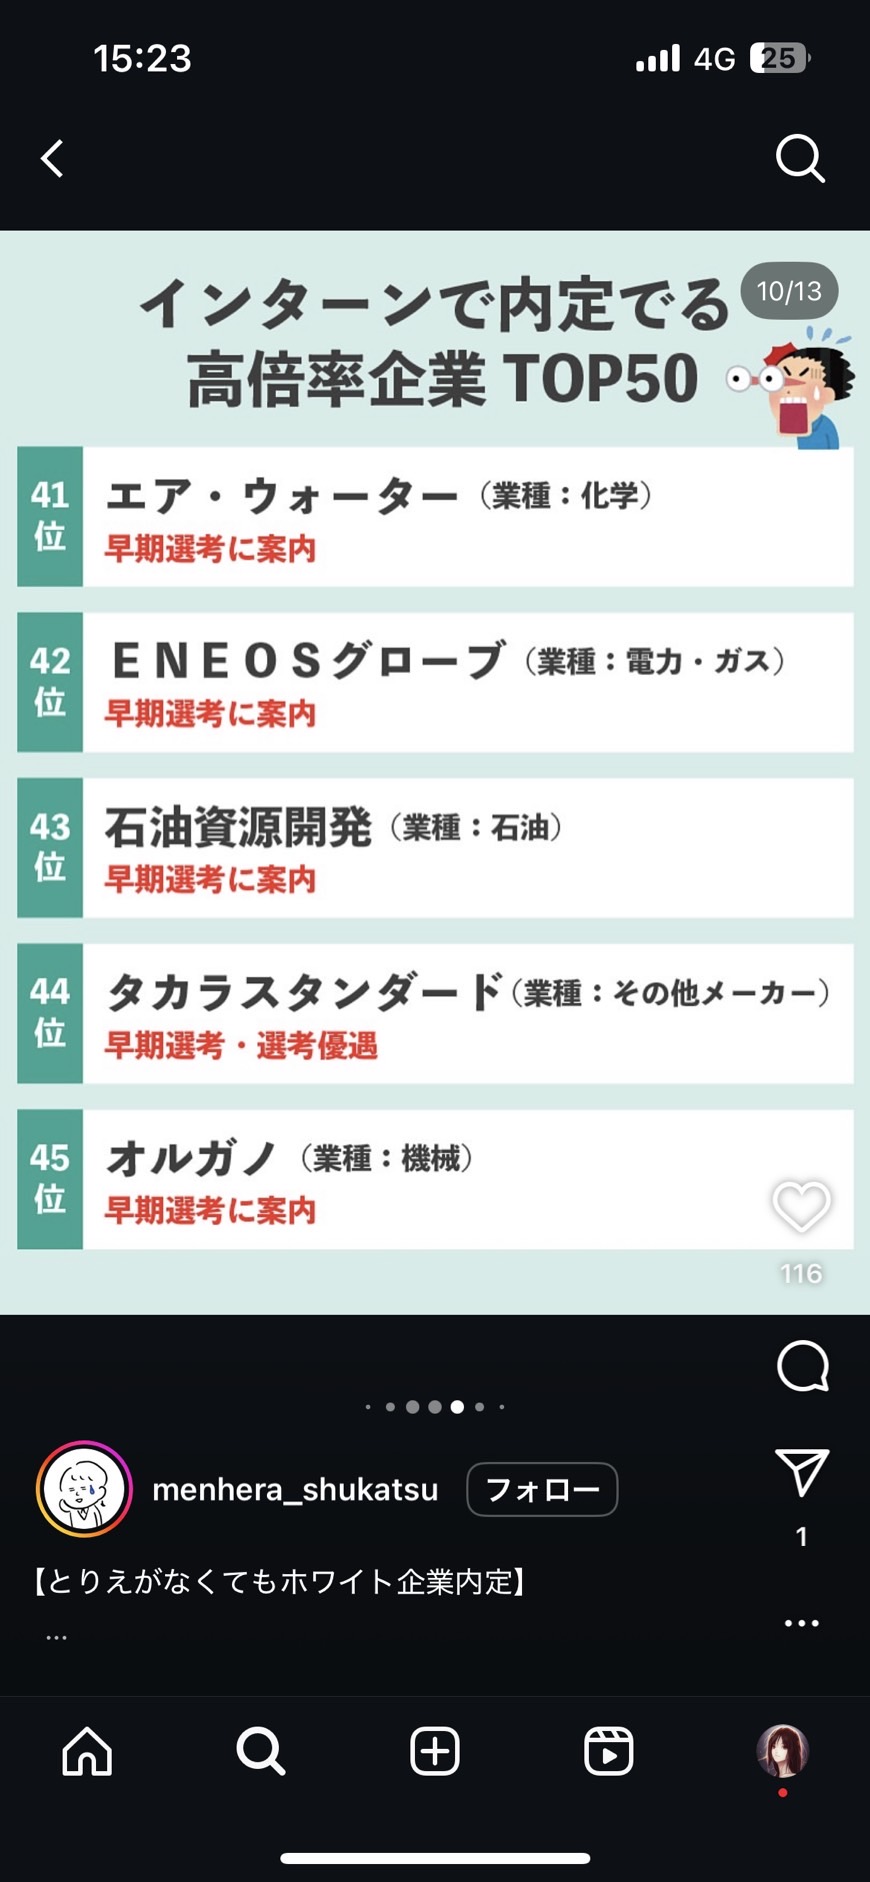 15:23
4G
25
インターンで内定でる
10/13
高倍率企業 TOP50
41
位
エア・ウォーター（業種：化学）
早期選考に案内
42
位
ＥＮＥＯＳグローブ（業種：電力・ガス）
早期選考に案内
43
位
石油資源開発（業種：石油）
早期選考に案内
44
位
タカラスタンダード（業種：その他メーカー）
早期選考・選考優遇
45
位
オルガノ（業種：機械）
早期選考に案内
116
menhera_shukatsu
フォロー
1
【とりえがなくてもホワイト企業内定】
...